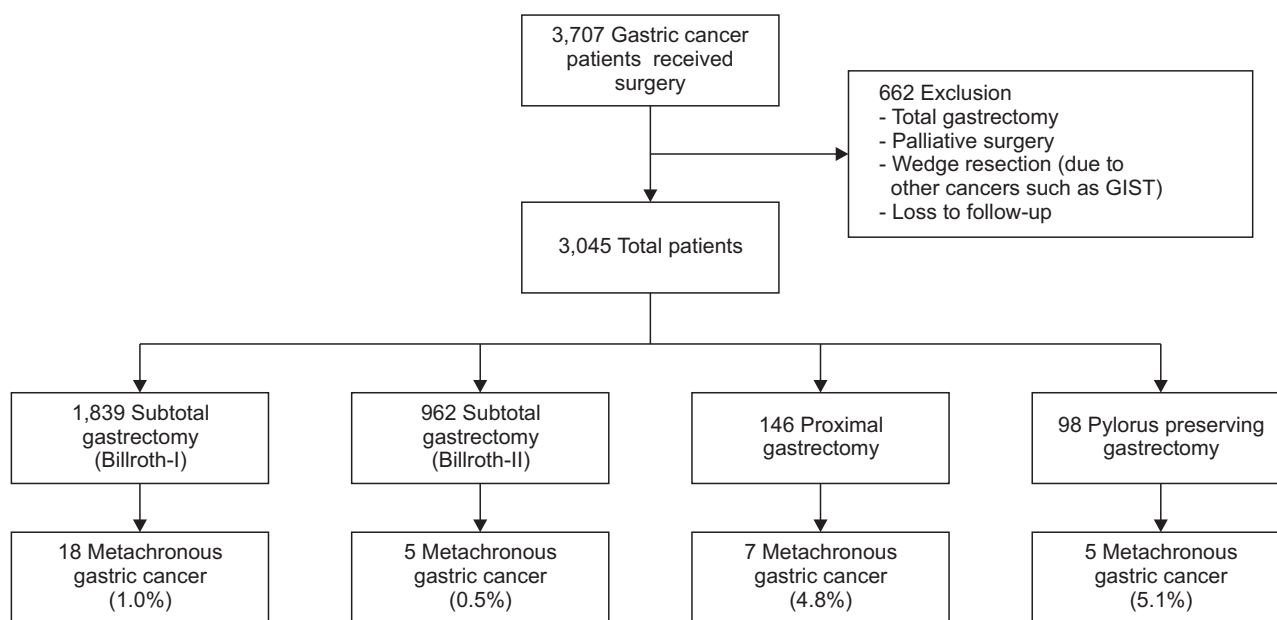 3,707 Gastric cancer
patients received
surgery
662 Exclusion
- Total gastrectomy
- Palliative surgery
- Wedge resection (due to
other cancers such as GIST)
- Loss to follow-up
3,045 Total patients
1,839 Subtotal
gastrectomy
(Billroth-I)
962 Subtotal
gastrectomy
(Billroth-II)
146 Proximal
gastrectomy
98 Pylorus preserving
gastrectomy
18 Metachronous
gastric cancer
(1.0%)
5 Metachronous
gastric cancer
(0.5%)
7 Metachronous
gastric cancer
(4.8%)
5 Metachronous
gastric cancer
(5.1%)